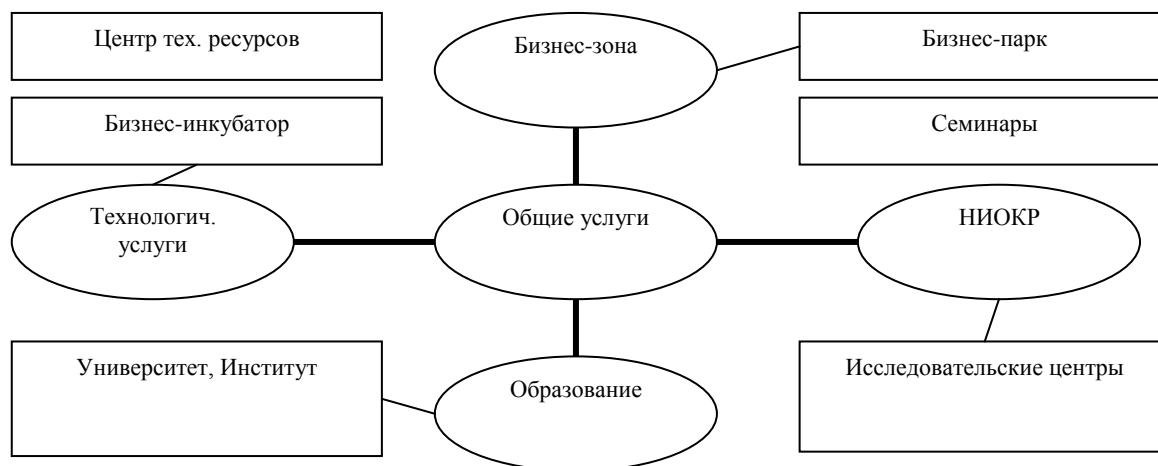 Центр тех. ресурсов
Бизнес-зона
Бизнес-парк
Бизнес-инкубатор
Семинары
Технологич.
услуги
Общие услуги
НИОКР
Университет, Институт
Образование
Исследовательские центры